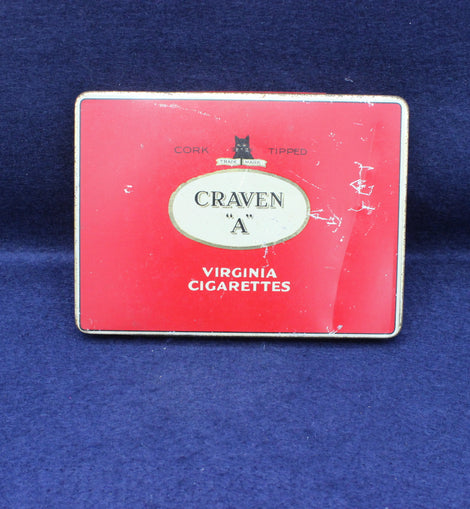 CORK TIPPED
TRADE MARK
CRAVEN
"A"
VIRGINIA
CIGARETTES